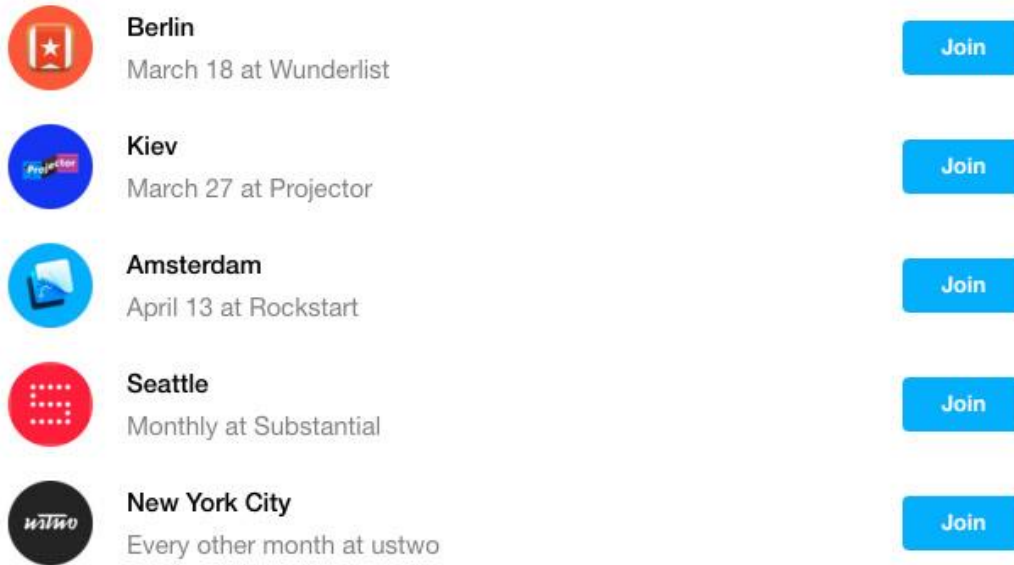 Berlin
March 18 at Wunderlist
Join
Projector
Kiev
March 27 at Projector
Join
Amsterdam
April 13 at Rockstart
Join
Seattle
Monthly at Substantial
Join
ustwo
New York City
Every other month at ustwo
Join